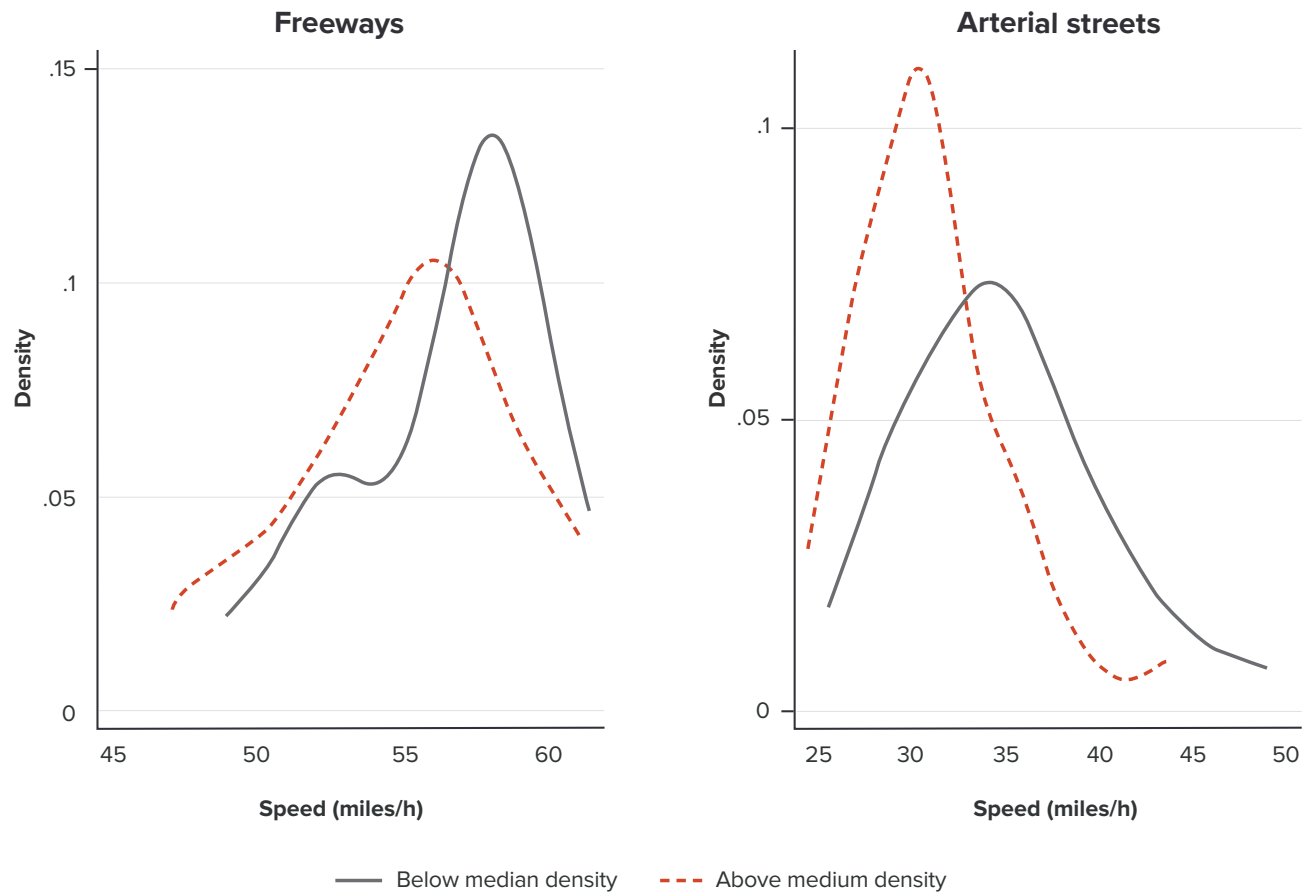 Freeways
.15
.1
.05
0
Density
45 50 55 60
Speed (miles/h)
Arterial streets
.1
.05
0
Density
25 30 35 40 45 50
Speed (miles/h)
Below median density Above medium density